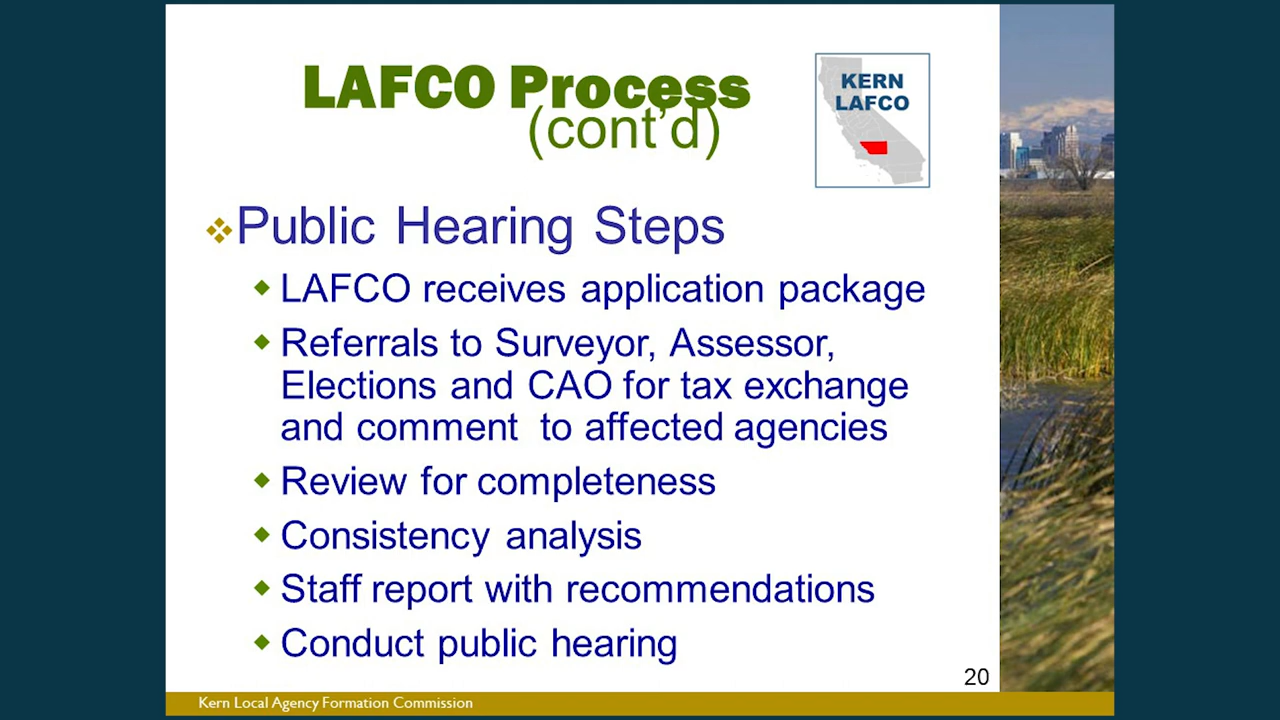 LAFCO Process
(cont’d)
KERN
LAFCO
Public Hearing Steps
LAFCO receives application package
Referrals to Surveyor, Assessor,
Elections and CAO for tax exchange
and comment to affected agencies
Review for completeness
Consistency analysis
Staff report with recommendations
Conduct public hearing
20
Kern Local Agency Formation Commission